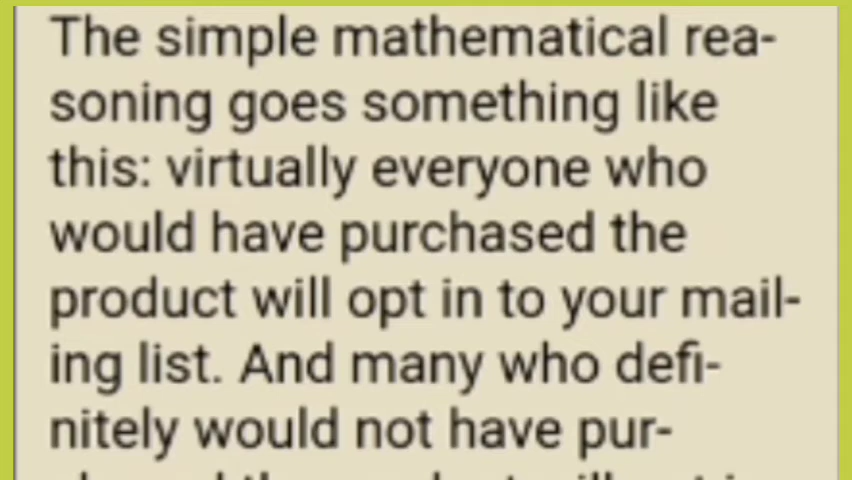 The simple mathematical rea-
soning goes something like
this: virtually everyone who
would have purchased the
product will opt in to your mail-
ing list. And many who defi-
nitely would not have pur-